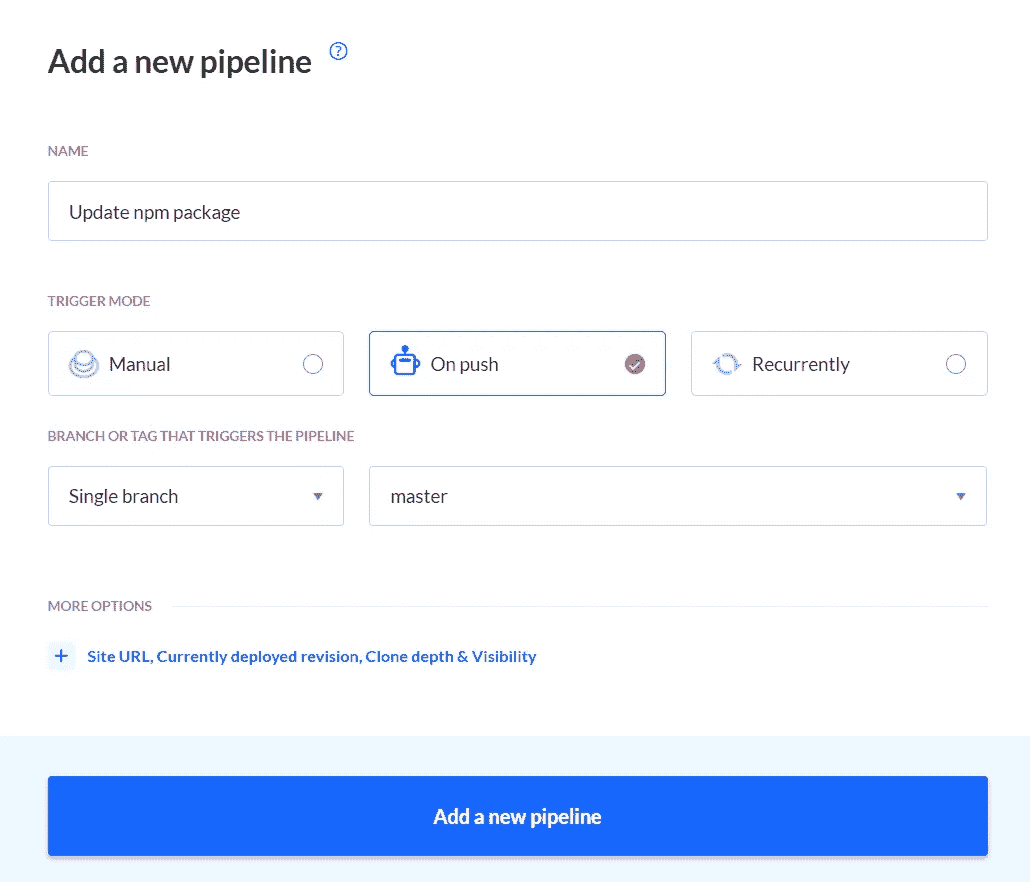 Add a new pipeline ?
NAME
Update npm package
TRIGGER MODE
Manual On push Recurrently
BRANCH OR TAG THAT TRIGGERS THE PIPELINE
Single branch master
MORE OPTIONS
+ Site URL, Currently deployed revision, Clone depth & Visibility
Add a new pipeline